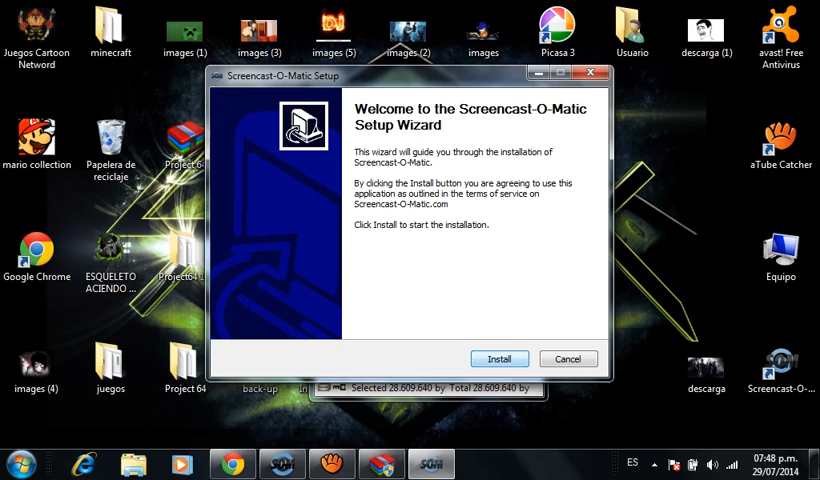 Juegos Cartoon
Netword
minecraft
images (1)
images (3)
images (5)
images (2)
images
Picasa 3
Usuario
descarga (1)
avast! Free
Antivirus
Screencast-O-Matic Setup
Welcome to the Screencast-O-Matic
Setup Wizard
This wizard will guide you through the installation of
Screencast-O-Matic.
By clicking the Install button you are agreeing to use this
application as outlined in the terms of service on
Screencast-O-Matic.com
Click Install to start the installation.
Install
Cancel
mario collection
Papelera de
reciclaje
Project 64
aTube Catcher
Google Chrome
ESQUELETO
ACIENDO ...
Project64 1
Equipo
images (4)
juegos
Project 64
back-up
In
descarga
Screencast-O-...
Selected 28.609.640 by
Total 28.609.640 by
SOM
SOM
ES
07:48 p.m.
29/07/2014